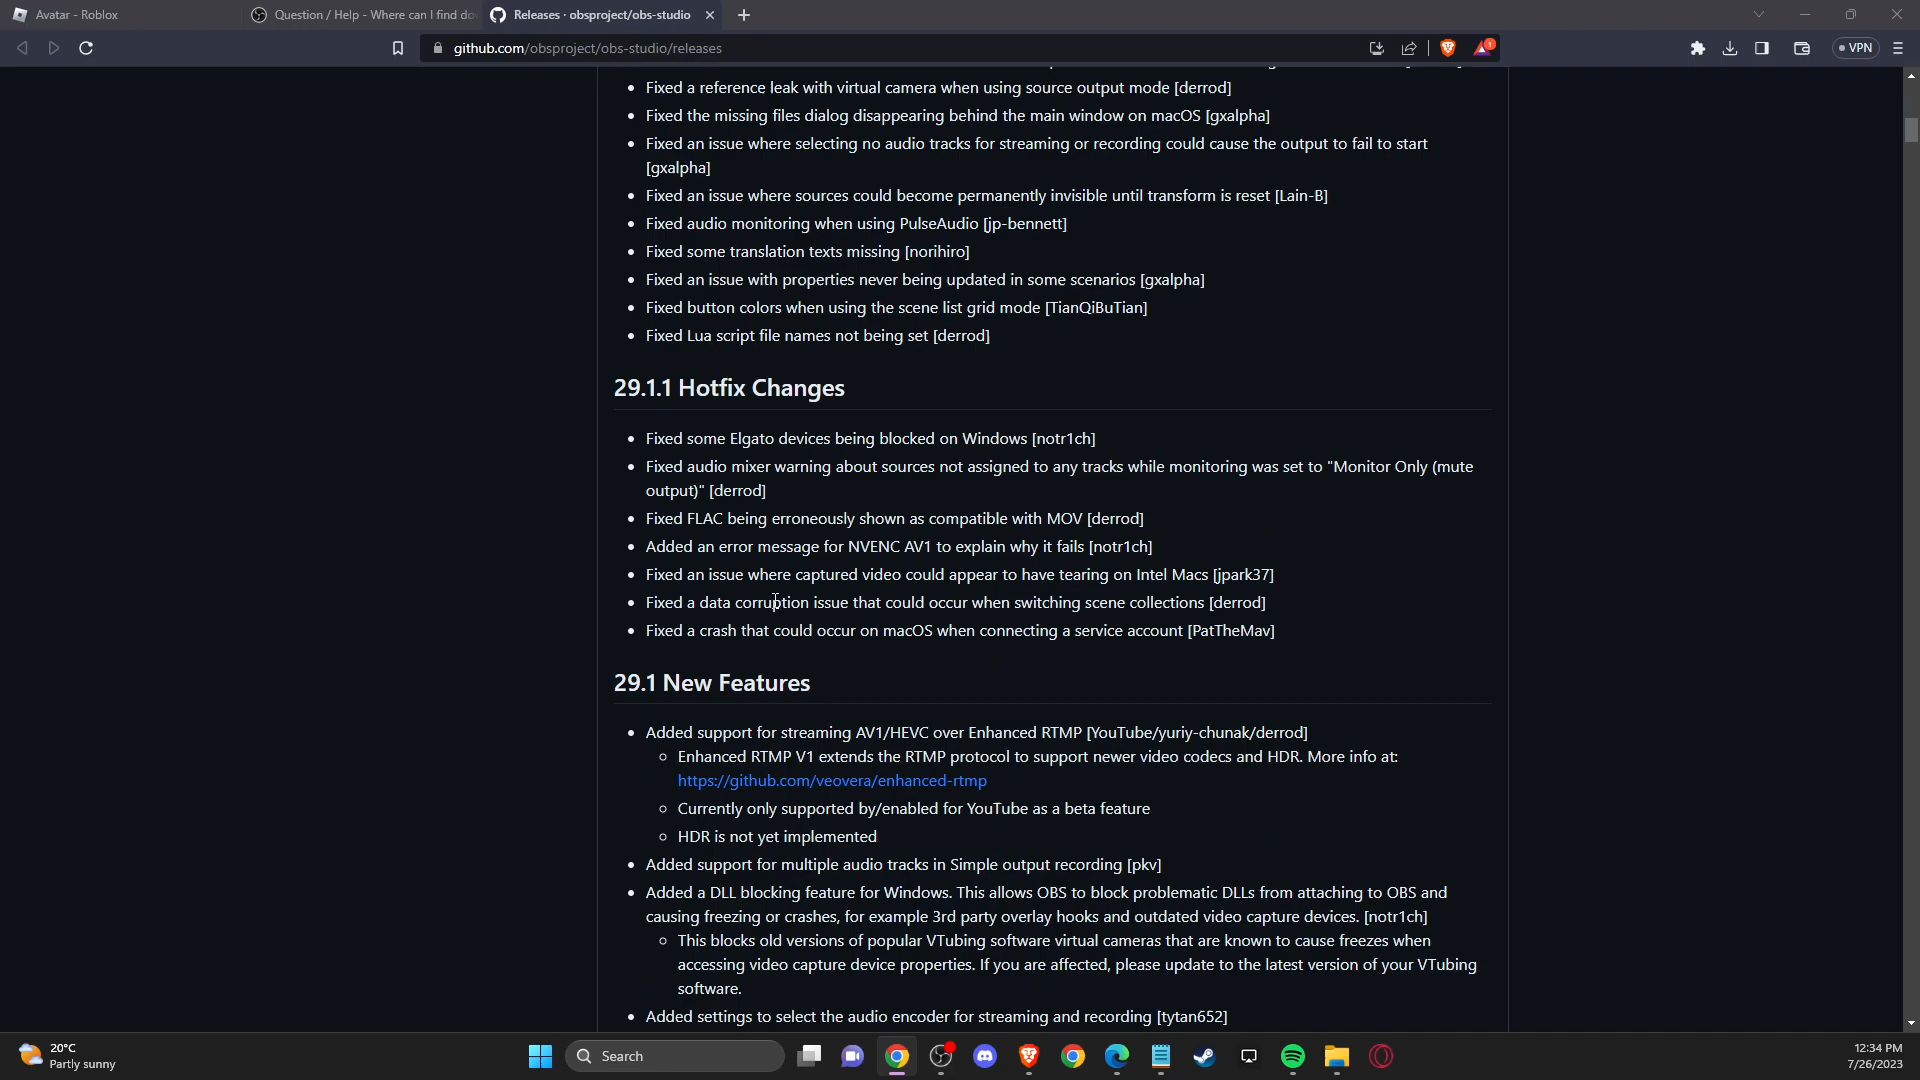 Avatar - Roblox
Question / Help - Where can I find do
Releases · obsproject/obs-studio
github.com/obsproject/obs-studio/releases
1
VPN
Fixed a reference leak with virtual camera when using source output mode [derrod]
Fixed the missing files dialog disappearing behind the main window on macOS [gxalpha]
Fixed an issue where selecting no audio tracks for streaming or recording could cause the output to fail to start
[gxalpha]
Fixed an issue where sources could become permanently invisible until transform is reset [Lain-B]
Fixed audio monitoring when using PulseAudio [jp-bennett]
Fixed some translation texts missing [norihiro]
Fixed an issue with properties never being updated in some scenarios [gxalpha]
Fixed button colors when using the scene list grid mode [TianQiBuTian]
Fixed Lua script file names not being set [derrod]
29.1.1 Hotfix Changes
Fixed some Elgato devices being blocked on Windows [notr1ch]
Fixed audio mixer warning about sources not assigned to any tracks while monitoring was set to "Monitor Only (mute
output)" [derrod]
Fixed FLAC being erroneously shown as compatible with MOV [derrod]
Added an error message for NVENC AV1 to explain why it fails [notr1ch]
Fixed an issue where captured video could appear to have tearing on Intel Macs [jpark37]
Fixed a data corruption issue that could occur when switching scene collections [derrod]
Fixed a crash that could occur on macOS when connecting a service account [PatTheMav]
29.1 New Features
Added support for streaming AV1/HEVC over Enhanced RTMP [YouTube/yuriy-chunak/derrod]
Enhanced RTMP V1 extends the RTMP protocol to support newer video codecs and HDR. More info at:
https://github.com/veovera/enhanced-rtmp
Currently only supported by/enabled for YouTube as a beta feature
HDR is not yet implemented
Added support for multiple audio tracks in Simple output recording [pkv]
Added a DLL blocking feature for Windows. This allows OBS to block problematic DLLs from attaching to OBS and
causing freezing or crashes, for example 3rd party overlay hooks and outdated video capture devices. [notr1ch]
This blocks old versions of popular VTubing software virtual cameras that are known to cause freezes when
accessing video capture device properties. If you are affected, please update to the latest version of your VTubing
software.
Added settings to select the audio encoder for streaming and recording [tytan652]
20°C
Partly sunny
Search
12:34 PM
7/26/2023